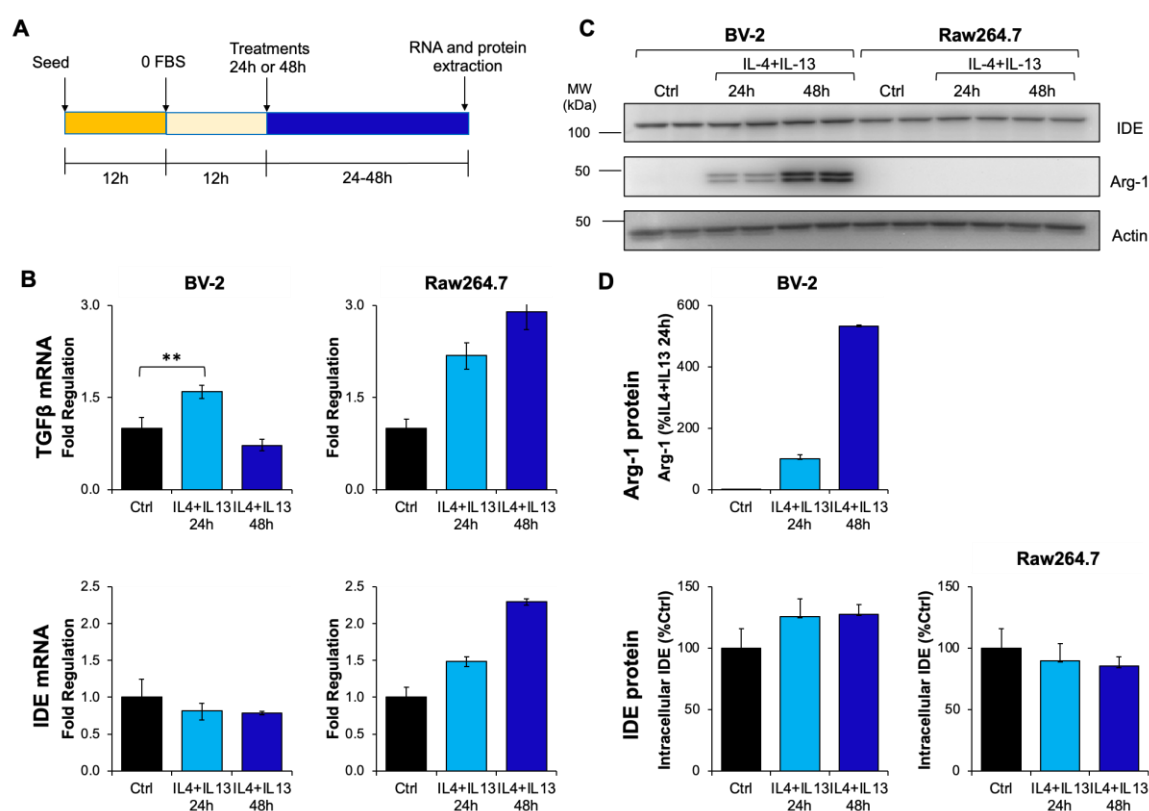 A
Seed
0 FBS
Treatments
24h or 48h
RNA and protein
extraction
12h
12h
24-48h
C
BV-2
Raw264.7
IL-4+IL-13
IL-4+IL-13
MW
(kDa)
Ctrl
24h
48h
Ctrl
24h
48h
100
IDE
50
Arg-1
50
Actin
B
BV-2
TGFβ mRNA
Fold Regulation
3.0
1.5
0.0
**
Ctrl
IL4+IL13
24h
IL4+IL13
48h
Raw264.7
Fold Regulation
3.0
1.5
0.0
Ctrl
IL4+IL13
24h
IL4+IL13
48h
IDE mRNA
Fold Regulation
2.5
2.0
1.5
1.0
0.5
0.0
Ctrl
IL4+IL13
24h
IL4+IL13
48h
Fold Regulation
2.5
2.0
1.5
1.0
0.5
0.0
Ctrl
IL4+IL13
24h
IL4+IL13
48h
D
BV-2
Arg-1 protein
Arg-1 (%IL4+IL13 24h)
600
400
200
0
Ctrl
IL4+IL13
24h
IL4+IL13
48h
IDE protein
Intracellular IDE (%Ctrl)
150
100
50
0
Ctrl
IL4+IL13
24h
IL4+IL13
48h
Raw264.7
Intracellular IDE (%Ctrl)
150
100
50
0
Ctrl
IL4+IL13
24h
IL4+IL13
48h